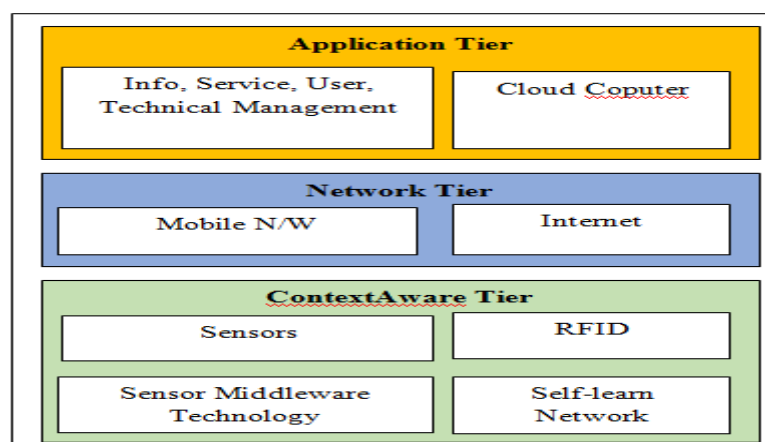 Application Tier
Info, Service, User,
Technical Management
Cloud Coputer
Network Tier
Mobile N/W
Internet
ContextAware Tier
Sensors
RFID
Sensor Middleware
Technology
Self-learn
Network